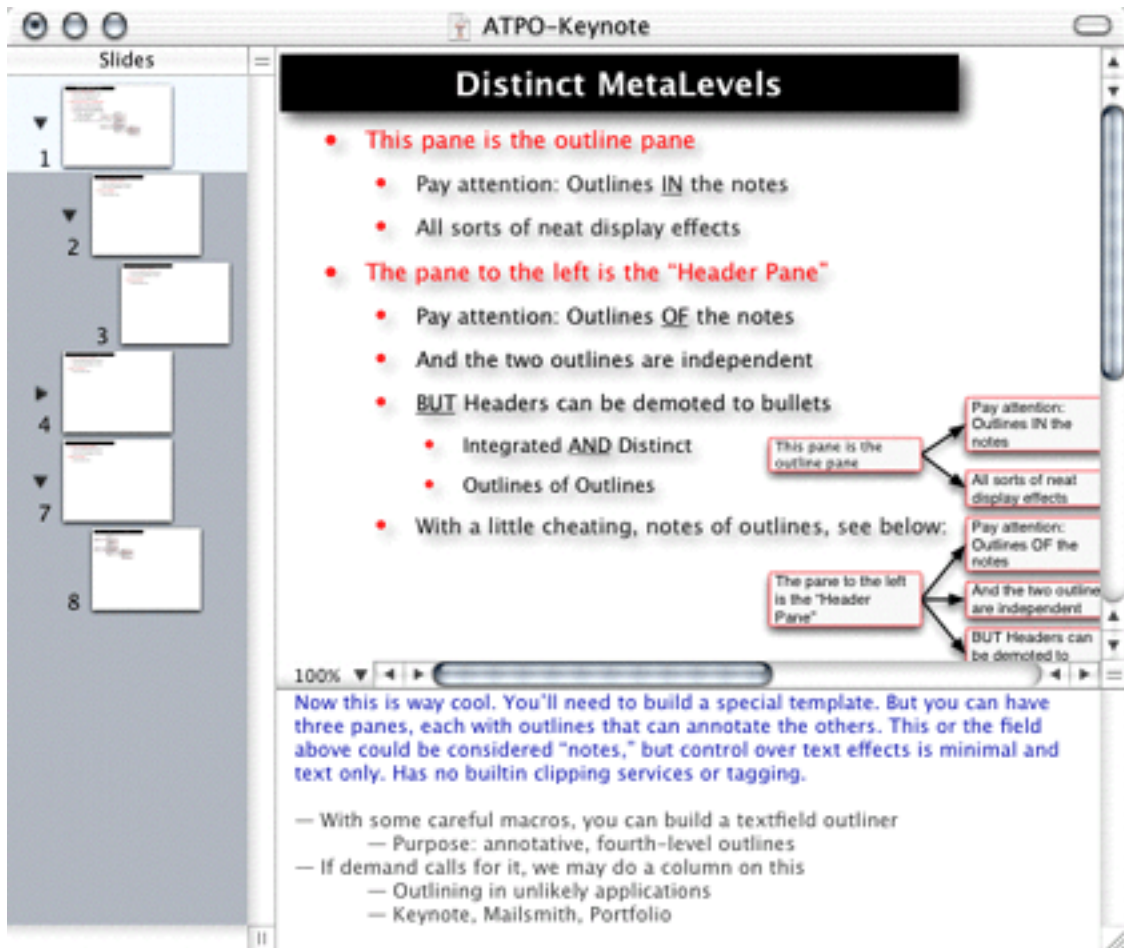 ATPO-Keynote
Slides
1
2
3
4
7
8
Distinct MetaLevels
• This pane is the outline pane
• Pay attention: Outlines IN the notes
• All sorts of neat display effects
• The pane to the left is the “Header Pane”
• Pay attention: Outlines OF the notes
• And the two outlines are independent
• BUT Headers can be demoted to bullets
• Integrated AND Distinct
• Outlines of Outlines
• With a little cheating, notes of outlines, see below:
This pane is the
outline pane
Pay attention:
Outlines IN the
notes
All sorts of neat
display effects
The pane to the left
is the “Header
Pane”
Pay attention:
Outlines OF the
notes
And the two outline
are independent
BUT Headers can
be demoted to
100%
Now this is way cool. You’ll need to build a special template. But you can have
three panes, each with outlines that can annotate the others. This or the field
above could be considered “notes,” but control over text effects is minimal and
text only. Has no builtin clipping services or tagging.
— With some careful macros, you can build a textfield outliner
— Purpose: annotative, fourth-level outlines
— If demand calls for it, we may do a column on this
— Outlining in unlikely applications
— Keynote, Mailsmith, Portfolio